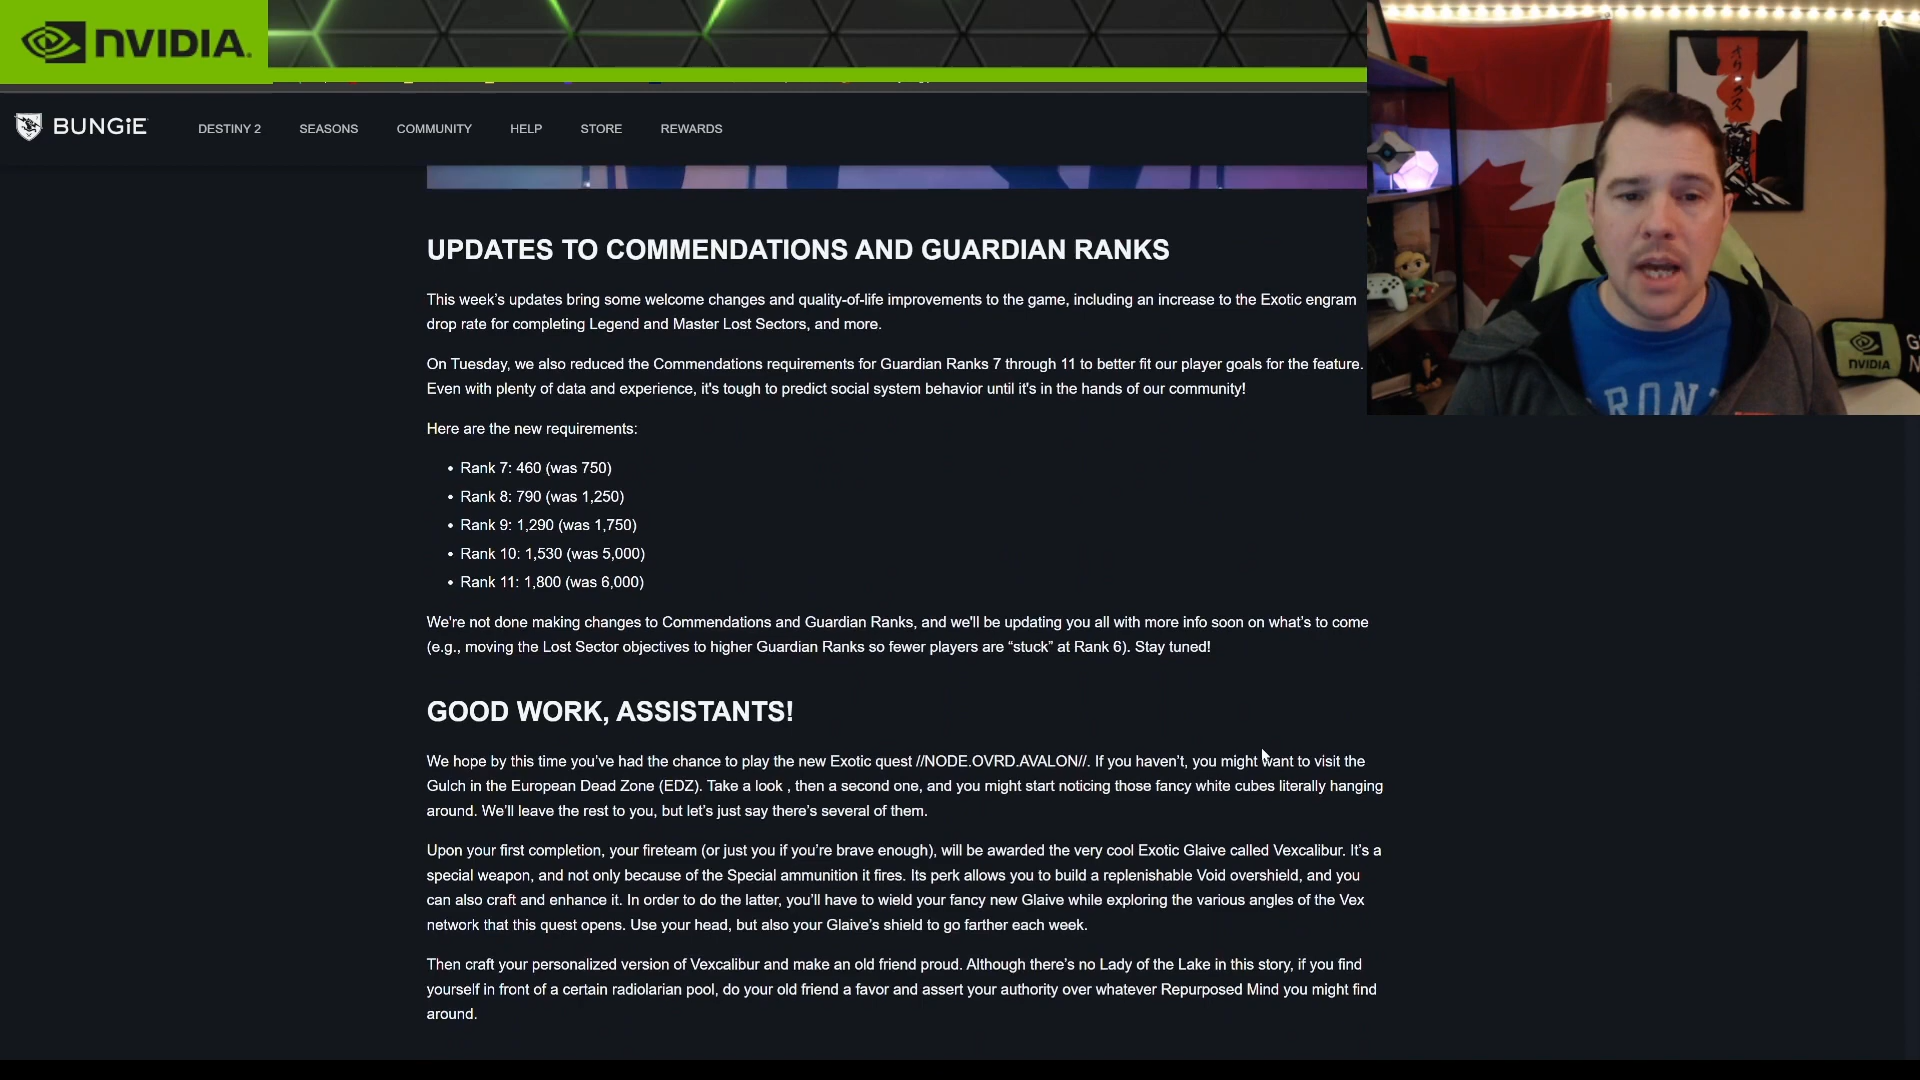 NVIDIA.
BUNGiE
DESTINY 2
SEASONS
COMMUNITY
HELP
STORE
REWARDS
UPDATES TO COMMENDATIONS AND GUARDIAN RANKS
This week's updates bring some welcome changes and quality-of-life improvements to the game, including an increase to the Exotic engram
drop rate for completing Legend and Master Lost Sectors, and more.
On Tuesday, we also reduced the Commendations requirements for Guardian Ranks 7 through 11 to better fit our player goals for the feature.
Even with plenty of data and experience, it's tough to predict social system behavior until it's in the hands of our community!
Here are the new requirements:
• Rank 7: 460 (was 750)
• Rank 8: 790 (was 1,250)
• Rank 9: 1,290 (was 1,750)
• Rank 10: 1,530 (was 5,000)
• Rank 11: 1,800 (was 6,000)
We're not done making changes to Commendations and Guardian Ranks, and we'll be updating you all with more info soon on what's to come
(e.g., moving the Lost Sector objectives to higher Guardian Ranks so fewer players are “stuck” at Rank 6). Stay tuned!
GOOD WORK, ASSISTANTS!
We hope by this time you've had the chance to play the new Exotic quest //NODE.OVRD.AVALON//. If you haven't, you might want to visit the
Gulch in the European Dead Zone (EDZ). Take a look , then a second one, and you might start noticing those fancy white cubes literally hanging
around. We'll leave the rest to you, but let's just say there's several of them.
Upon your first completion, your fireteam (or just you if you're brave enough), will be awarded the very cool Exotic Glaive called Vexcalibur. It's a
special weapon, and not only because of the Special ammunition it fires. Its perk allows you to build a replenishable Void overshield, and you
can also craft and enhance it. In order to do the latter, you'll have to wield your fancy new Glaive while exploring the various angles of the Vex
network that this quest opens. Use your head, but also your Glaive's shield to go farther each week.
Then craft your personalized version of Vexcalibur and make an old friend proud. Although there's no Lady of the Lake in this story, if you find
yourself in front of a certain radiolarian pool, do your old friend a favor and assert your authority over whatever Repurposed Mind you might find
around.
NVIDIA